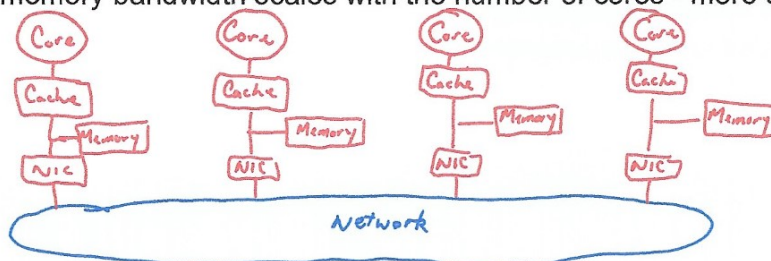 memory bandwidth scales with the number of cores - more
Core Core Core Core
Cache Cache Cache Cache
Memory Memory Memory Memory
NIC NIC NIC NIC
Network